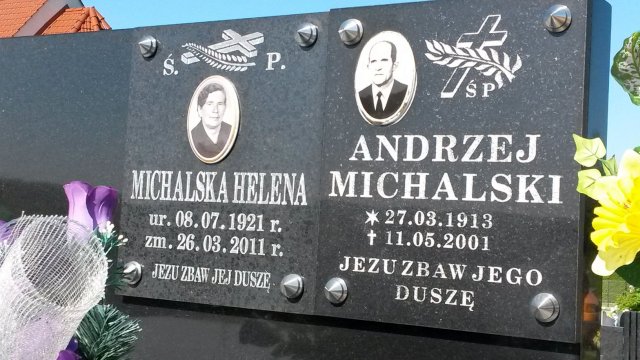 Ś. P.
MICHALSKA HELENA
ur. 08.07.1921 r.
zm. 26.03.2011 r.
JEZU ZBAW JEJ DUSZĘ
ŚP
ANDRZEJ
MICHALSKI
27.03.1913
11.05.2001
JEZU ZBAW JEGO
DUSZĘ